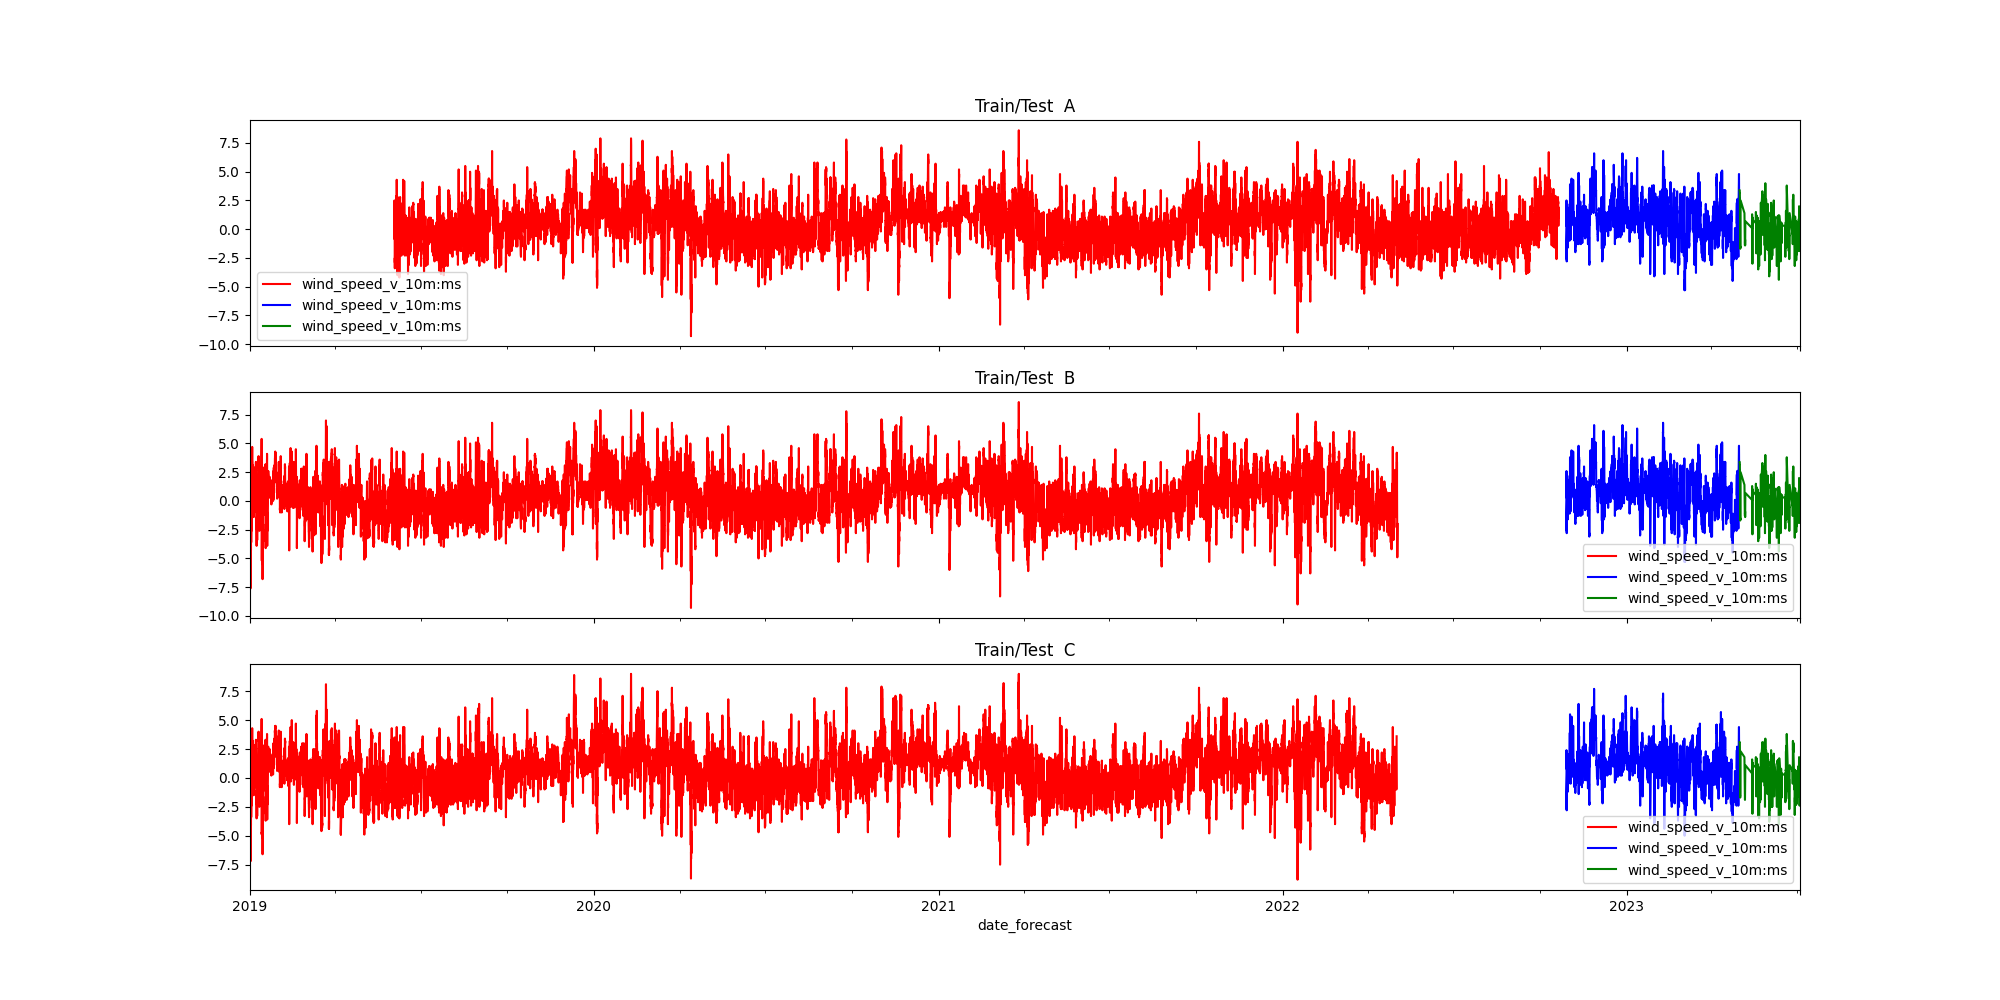 Train/Test  A
7.5
5.0
2.5
0.0
−2.5
−5.0
−7.5
−10.0
wind_speed_v_10m:ms
wind_speed_v_10m:ms
wind_speed_v_10m:ms
Train/Test  B
7.5
5.0
2.5
0.0
−2.5
−5.0
−7.5
−10.0
wind_speed_v_10m:ms
wind_speed_v_10m:ms
wind_speed_v_10m:ms
Train/Test  C
7.5
5.0
2.5
0.0
−2.5
−5.0
−7.5
wind_speed_v_10m:ms
wind_speed_v_10m:ms
wind_speed_v_10m:ms
2019 2020 2021 2022 2023
date_forecast